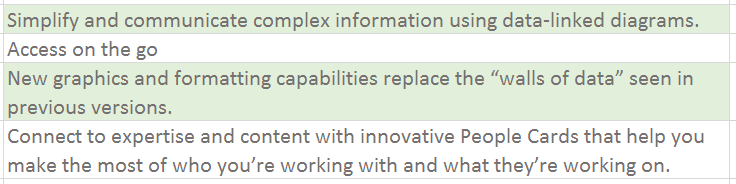 Simplify and communicate complex information using data-linked diagrams.
Access on the go
New graphics and formatting capabilities replace the “walls of data” seen in
previous versions.
Connect to expertise and content with innovative People Cards that help you
make the most of who you’re working with and what they’re working on.